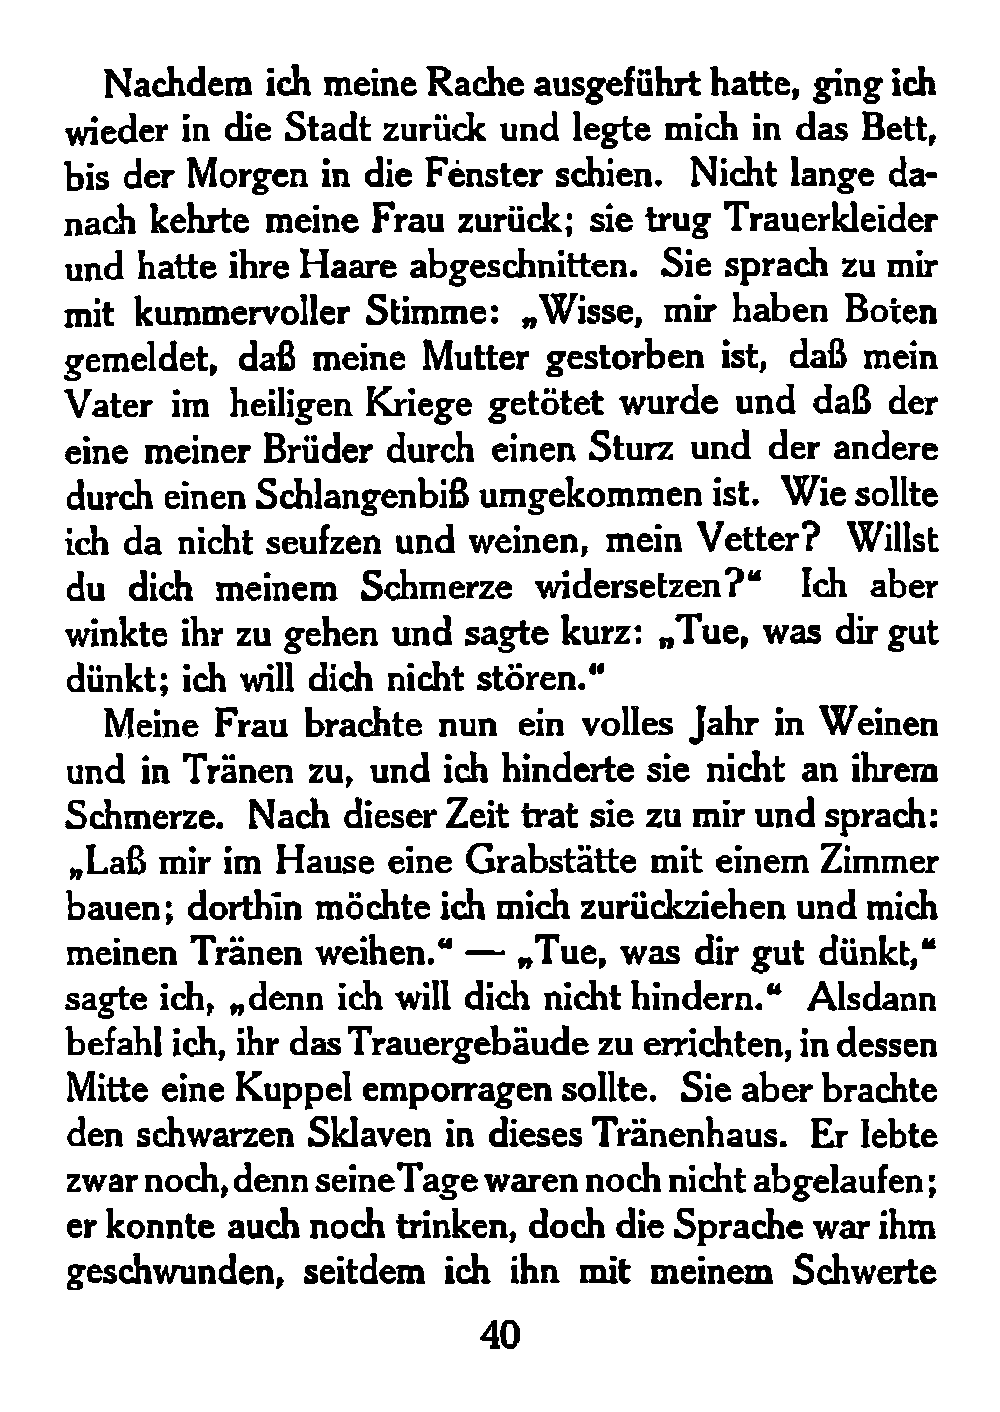 Nachdem ich meine Rache ausgeführt hatte, ging ich
wieder in die Stadt zurück und legte mich in das Bett,
bis der Morgen in die Fenster schien. Nicht lange da-
nach kehrte meine Frau zurück; sie trug Trauerkleider
und hatte ihre Haare abgeschnitten. Sie sprach zu mir
mit kummervoller Stimme: „Wisse, mir haben Boten
gemeldet, daß meine Mutter gestorben ist, daß mein
Vater im heiligen Kriege getötet wurde und daß der
eine meiner Brüder durch einen Sturz und der andere
durch einen Schlangenbiß umgekommen ist. Wie sollte
ich da nicht seufzen und weinen, mein Vetter? Willst
du dich meinem Schmerze widersetzen?“ Ich aber
winkte ihr zu gehen und sagte kurz: „Tue, was dir gut
dünkt; ich will dich nicht stören.“
Meine Frau brachte nun ein volles Jahr in Weinen
und in Tränen zu, und ich hinderte sie nicht an ihrem
Schmerze. Nach dieser Zeit trat sie zu mir und sprach:
„Laß mir im Hause eine Grabstätte mit einem Zimmer
bauen; dorthin möchte ich mich zurückziehen und mich
meinen Tränen weihen.“ — „Tue, was dir gut dünkt,“
sagte ich, „denn ich will dich nicht hindern.“ Alsdann
befahl ich, ihr das Trauergebäude zu errichten, in dessen
Mitte eine Kuppel emporragen sollte. Sie aber brachte
den schwarzen Sklaven in dieses Tränenhaus. Er lebte
zwar noch, denn seine Tage waren noch nicht abgelaufen;
er konnte auch noch trinken, doch die Sprache war ihm
geschwunden, seitdem ich ihn mit meinem Schwerte
40